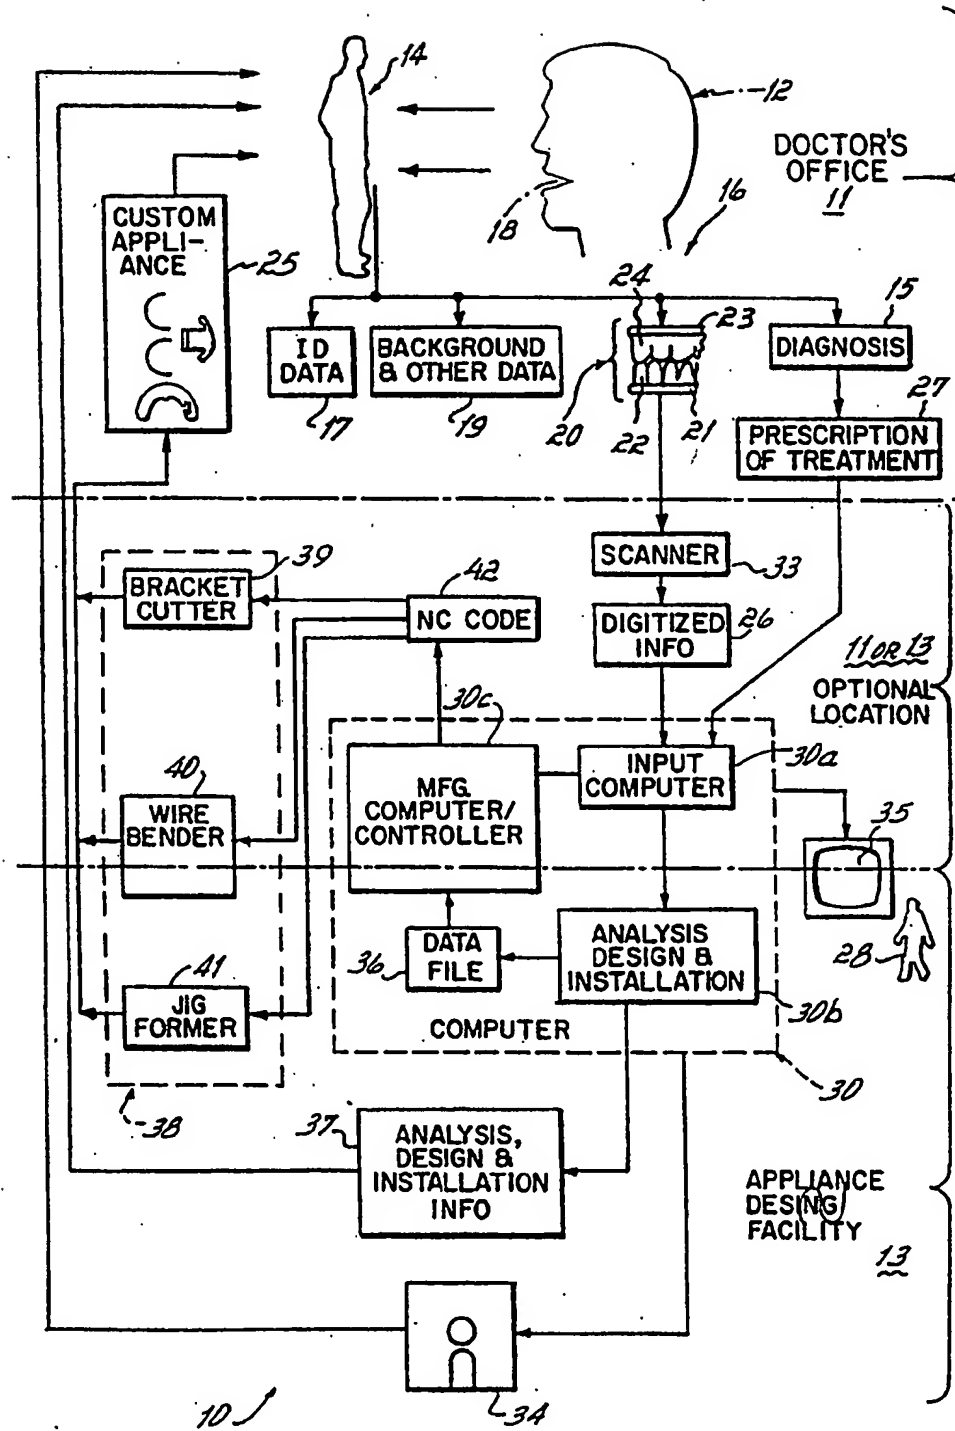 14
12
DOCTOR'S
OFFICE
11
16
18
CUSTOM
APPLI-
ANCE
25
24
23
15
ID
DATA
BACKGROUND
& OTHER DATA
DIAGNOSIS
17
19
20
22
21
27
PRESCRIPTION
OF TREATMENT
SCANNER
33
39
BRACKET
CUTTER
42
NC CODE
DIGITIZED
INFO
26
11 OR 13
OPTIONAL
LOCATION
30c
INPUT
COMPUTER
30a
40
WIRE
BENDER
MFG.
COMPUTER/
CONTROLLER
35
36
DATA
FILE
ANALYSIS
DESIGN &
INSTALLATION
30b
28
41
JIG
FORMER
COMPUTER
30
38
37
ANALYSIS,
DESIGN &
INSTALLATION
INFO
APPLIANCE
DESING
FACILITY
13
34
10